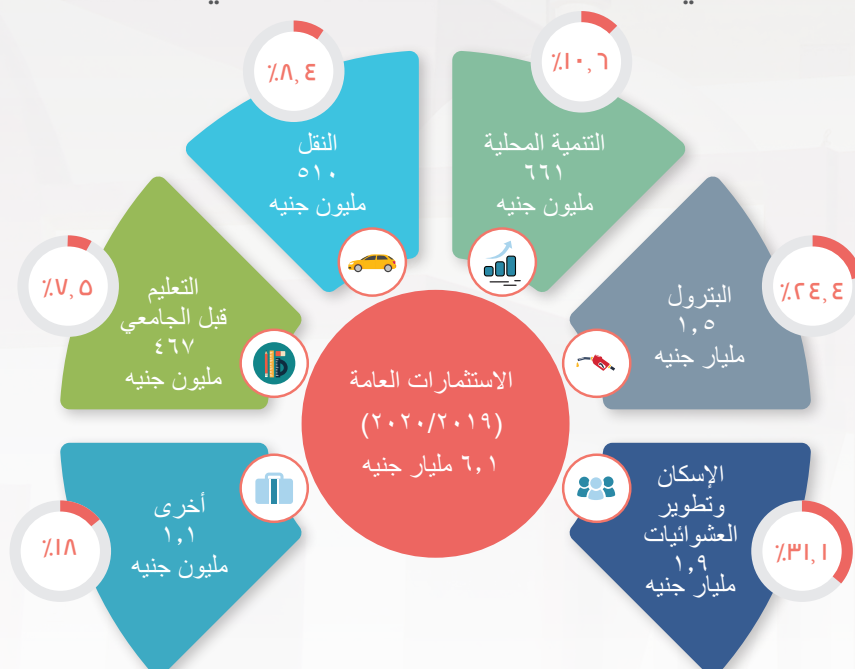 ٪١٠,٦
التنمية المحلية
٦٦١
مليون جنيه
٪٨,٤
النقل
٥١٠
مليون جنيه
٪٢٤,٤
البترول
١,٥
مليار جنيه
٪٧,٥
التعليم
قبل الجامعي
٤٦٧
مليون جنيه
الاستثمارات العامة
(٢٠٢٠/٢٠١٩)
٦,١ مليار جنيه
٪٣١,١
الإسكان
وتطوير
العشوائيات
١,٩
مليار جنيه
٪١٨
أخرى
١,١
مليون جنيه